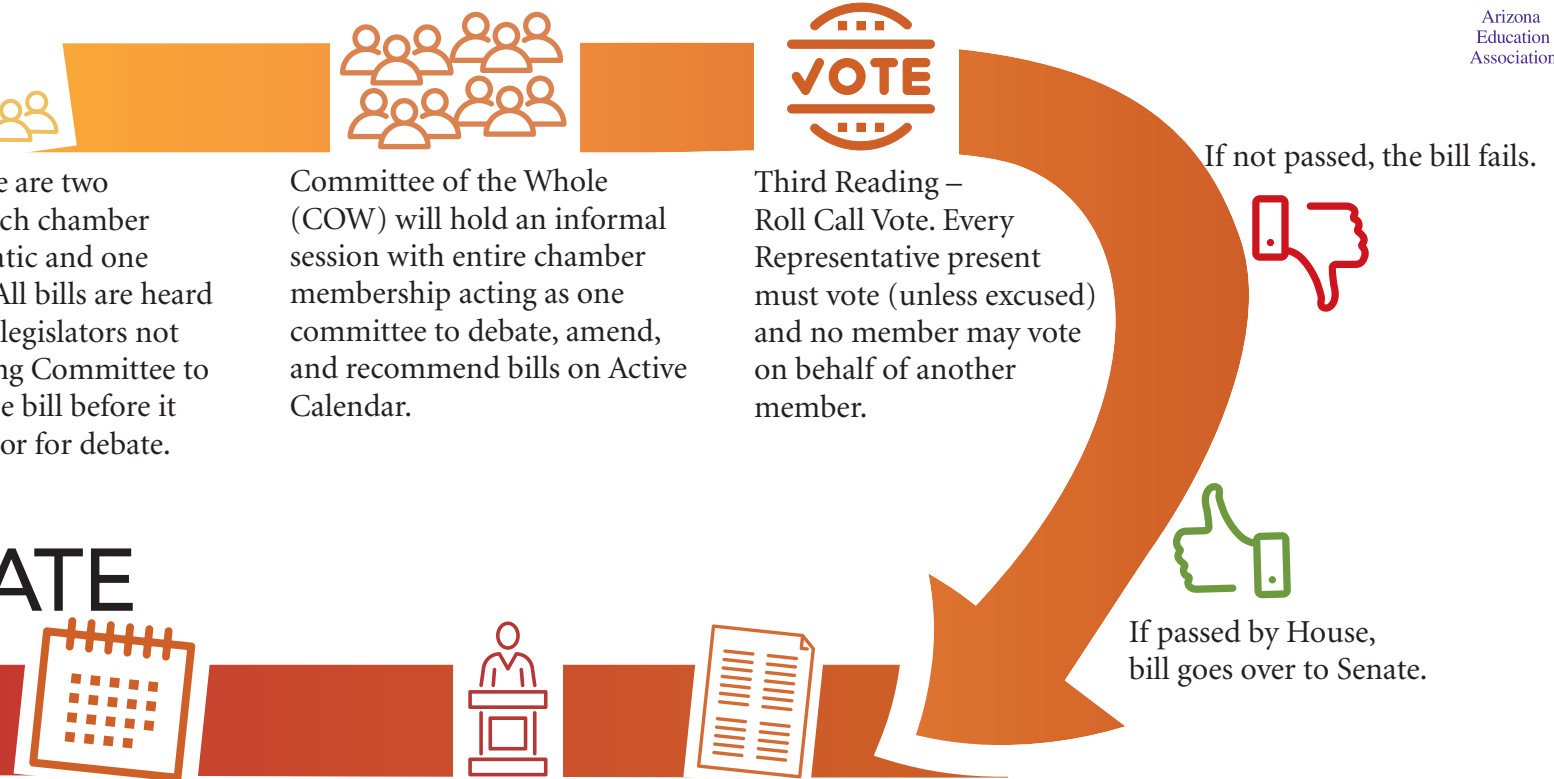 Arizona
Education
Association
VOTE
If not passed, the bill fails.
e are two
ch chamber
atic and one
All bills are heard
legislators not
ng Committee to
e bill before it
or for debate.
Committee of the Whole
(COW) will hold an informal
session with entire chamber
membership acting as one
committee to debate, amend,
and recommend bills on Active
Calendar.
Third Reading –
Roll Call Vote. Every
Representative present
must vote (unless excused)
and no member may vote
on behalf of another
member.
If passed by House,
bill goes over to Senate.
ATE